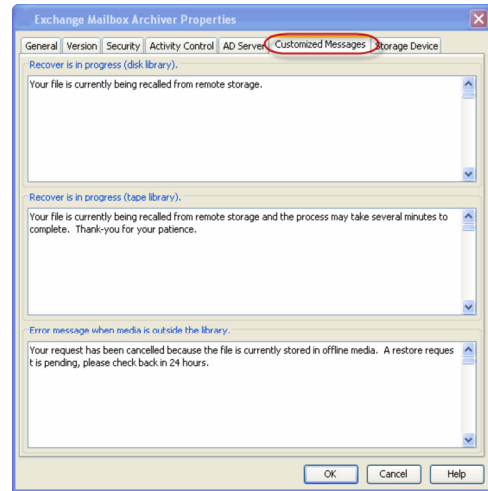 Exchange Mailbox Archiver Properties
General Version Security Activity Control AD Server Customized Messages Storage Device
Recover is in progress (disk library).
Your file is currently being recalled from remote storage.
Recover is in progress (tape library).
Your file is currently being recalled from remote storage and the process may take several minutes to
complete. Thank-you for your patience.
Error message when media is outside the library.
Your request has been cancelled because the file is currently stored in offline media. A restore reques
t is pending, please check back in 24 hours.
OK Cancel Help